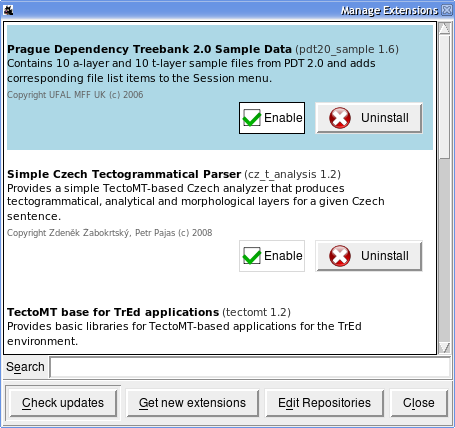 Manage Extensions
Prague Dependency Treebank 2.0 Sample Data (pdt20_sample 1.6)
Contains 10 a-layer and 10 t-layer sample files from PDT 2.0 and adds
corresponding file list items to the Session menu.
Copyright UFAL MFF UK (c) 2006
Enable Uninstall
Simple Czech Tectogrammatical Parser (cz_t_analysis 1.2)
Provides a simple TectoMT-based Czech analyzer that produces
tectogrammatical, analytical and morphological layers for a given Czech
sentence.
Copyright Zdeněk Žabokrtský, Petr Pajas (c) 2008
Enable Uninstall
TectoMT base for TrEd applications (tectomt 1.2)
Provides basic libraries for TectoMT-based applications for the TrEd
environment.
Search
Check updates Get new extensions Edit Repositories Close